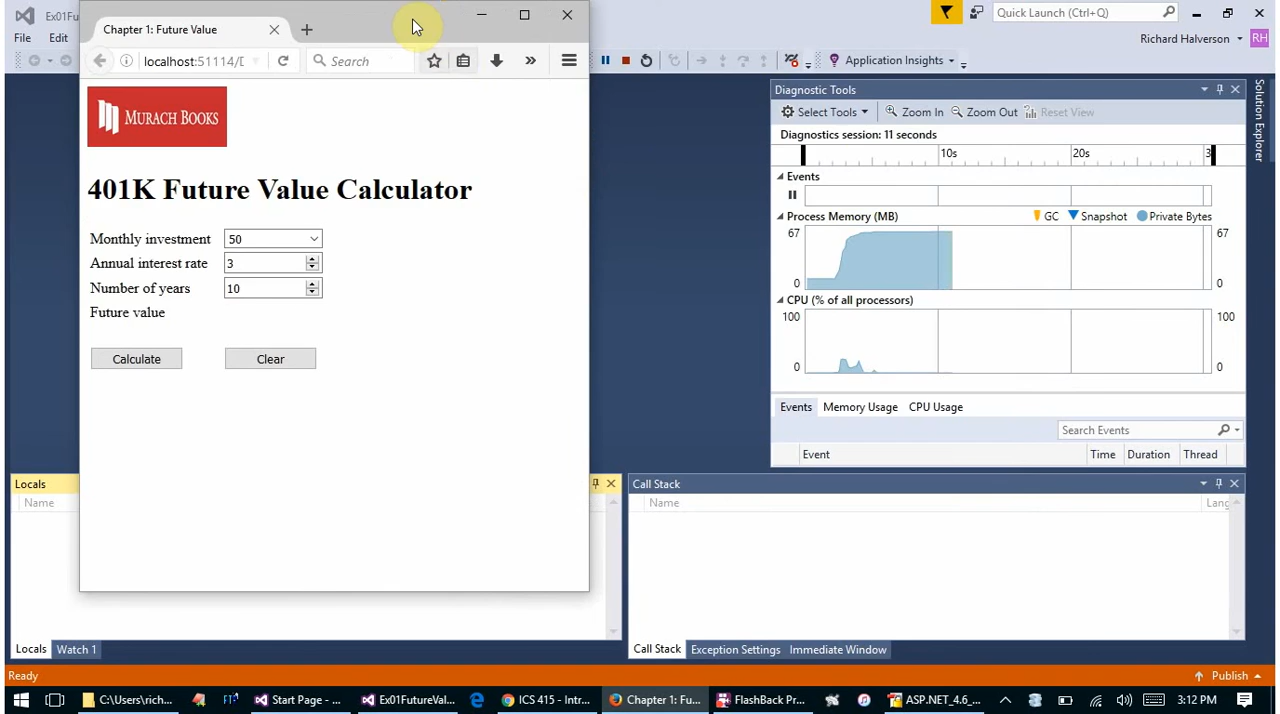 Ex01Fu
Quick Launch (Ctrl+Q)
File Edit
Richard Halverson RH
Chapter 1: Future Value
localhost:51114/D
Search
Application Insights
MURACH BOOKS
401K Future Value Calculator
Monthly investment 50
Annual interest rate 3
Number of years 10
Future value
Calculate Clear
Diagnostic Tools
Select Tools Zoom In Zoom Out Reset View
Diagnostics session: 11 seconds
10s 20s 3
Events
Process Memory (MB) GC Snapshot Private Bytes
67 67
0 0
CPU (% of all processors)
100 100
0 0
Events Memory Usage CPU Usage
Search Events
Event Time Duration Thread
Solution Explorer
Locals
Name
Call Stack
Name Lang
Locals Watch 1
Call Stack Exception Settings Immediate Window
Ready Publish
C:\Users\rich... Start Page - ... Ex01FutureVal... ICS 415 - Intr... Chapter 1: Fu... FlashBack Pr... ASP.NET_4.6_... 3:12 PM